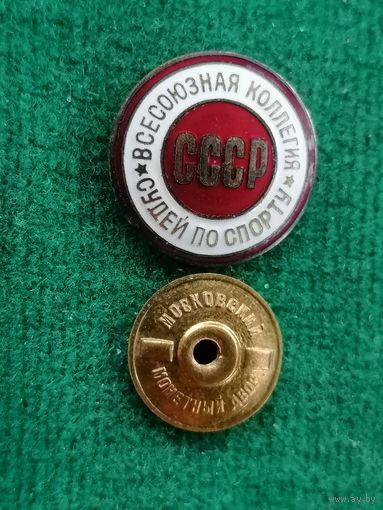 ВСЕСОЮЗНАЯ КОЛЛЕГИЯ
СУДЕЙ ПО СПОРТУ
СССР
МОСКОВСКИЙ
МОНЕТНЫЙ ДВОР
www.ay.by